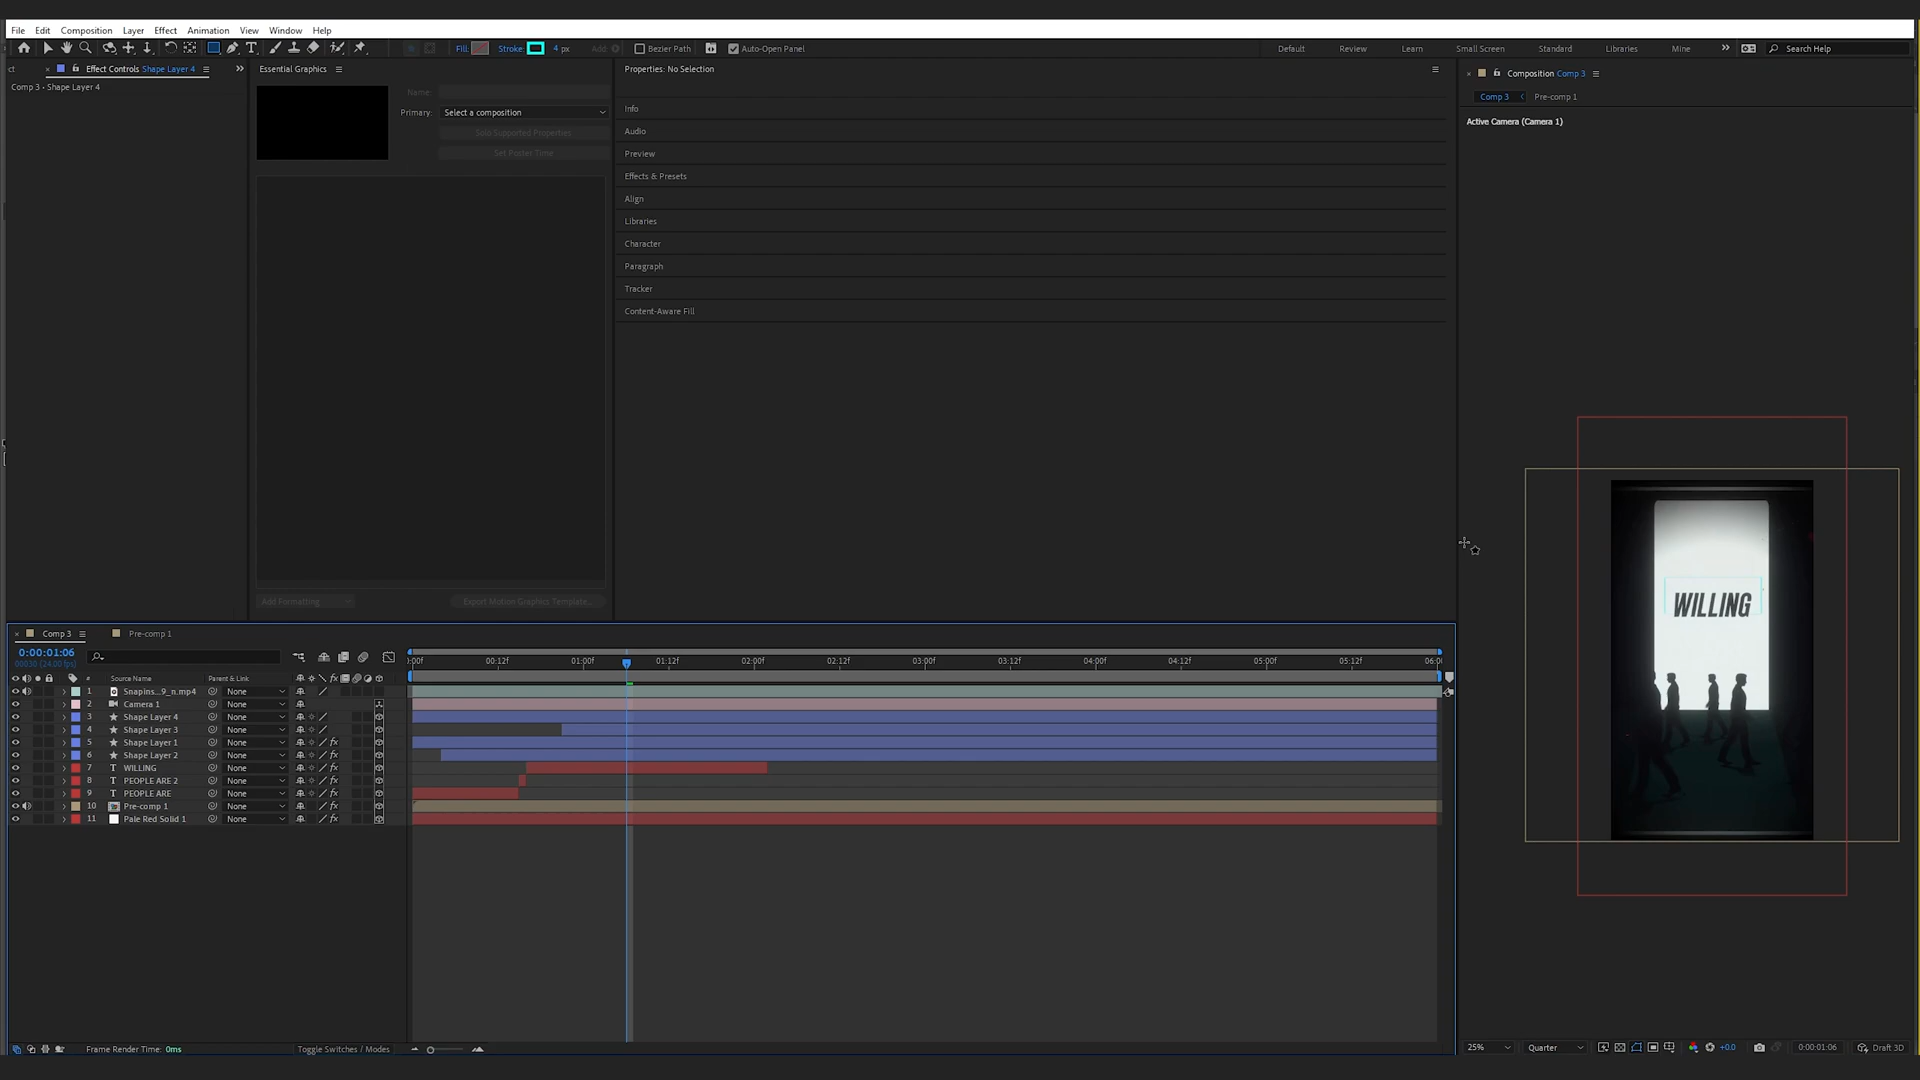 File Edit Composition Layer Effect Animation View Window Help
Fill: Stroke: 4 px Add: Bezier Path Auto-Open Panel Default Review Learn Small Screen Standard Libraries Mine Search Help
ct Effect Controls Shape Layer 4
Comp 3 • Shape Layer 4
Essential Graphics
Name:
Primary: Select a composition
Solo Supported Properties
Set Poster Time
Add Formatting Export Motion Graphics Template...
Properties: No Selection
Info
Audio
Preview
Effects & Presets
Align
Libraries
Character
Paragraph
Tracker
Content-Aware Fill
Composition Comp 3
Comp 3 Pre-comp 1
Active Camera (Camera 1)
WILLING
25% Quarter +0.0 0:00:01:06 Draft 3D
Comp 3 Pre-comp 1
0:00:01:06
00030 (24.00 fps)
:00f 00:12f 01:00f 01:12f 02:00f 02:12f 03:00f 03:12f 04:00f 04:12f 05:00f 05:12f 06:00
# Source Name Parent & Link
1 Snapins...9_n.mp4 None
2 Camera 1 None
3 Shape Layer 4 None
4 Shape Layer 3 None
5 Shape Layer 1 None
6 Shape Layer 2 None
7 WILLING None
8 PEOPLE ARE 2 None
9 PEOPLE ARE None
10 Pre-comp 1 None
11 Pale Red Solid 1 None
Frame Render Time: 0ms Toggle Switches / Modes